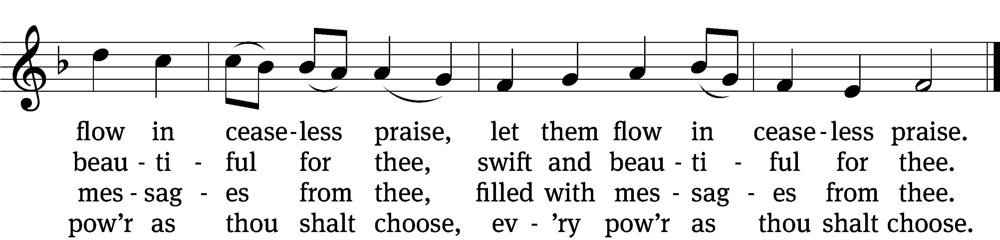 flow in cease-less praise, let them flow in cease-less praise.
beau - ti - ful for thee, swift and beau - ti - ful for thee.
mes - sag - es from thee, filled with mes - sag - es from thee.
pow’r as thou shalt choose, ev - ’ry pow’r as thou shalt choose.